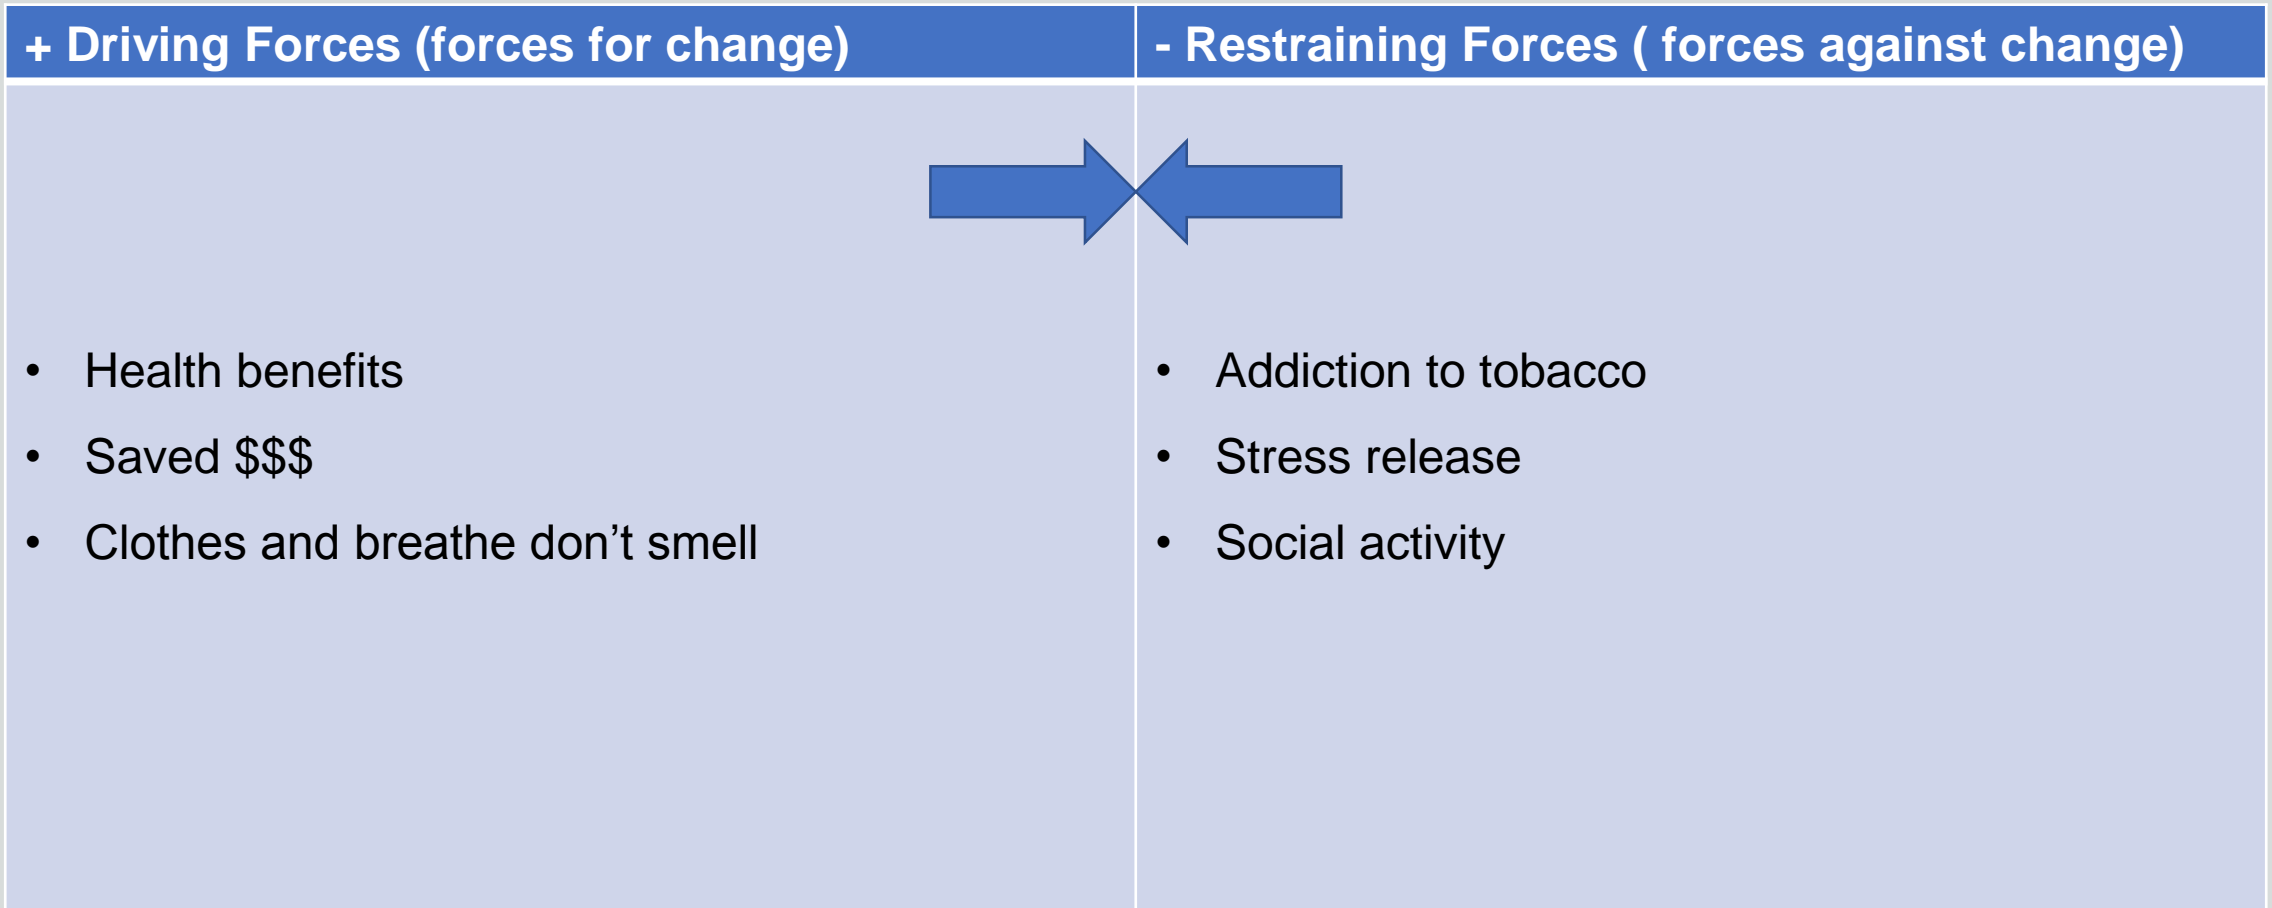 + Driving Forces (forces for change)
- Restraining Forces ( forces against change)
• Health benefits
• Saved $$$
• Clothes and breathe don’t smell
• Addiction to tobacco
• Stress release
• Social activity